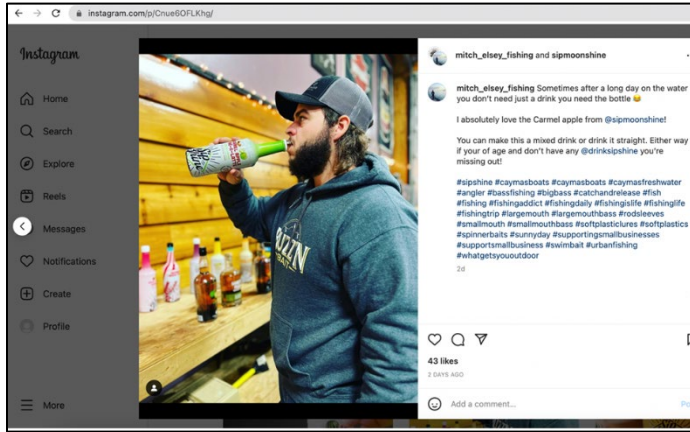 instagram.com/p/Cnue6OFLKhg/
Instagram
Home
Search
Explore
Reels
Messages
Notifications
Create
Profile
More
mitch_elsey_fishing and sipmoonshine
mitch_elsey_fishing Sometimes after a long day on the water
you don't need just a drink you need the bottle 😂
I absolutely love the Carmel apple from @sipmoonshine!
You can make this a mixed drink or drink it straight. Either way
if your of age and don't have any @drinksipshine you're
missing out!
#sipshine #caymasboats #caymasboats #caymasfreshwater
#angler #bassfishing #bigbass #catchandrelease #fish
#fishing #fishingaddict #fishingdaily #fishingislife #fishinglife
#fishingtrip #largemouth #largemouthbass #rodsleeves
#smallmouth #smallmouthbass #softplasticlures #softplastics
#spinnerbaits #sunnyday #supportingsmallbusinesses
#supportsmallbusiness #swimbait #urbanfishing
#whatgetsyououtdoor
2d
43 likes
2 DAYS AGO
Add a comment...